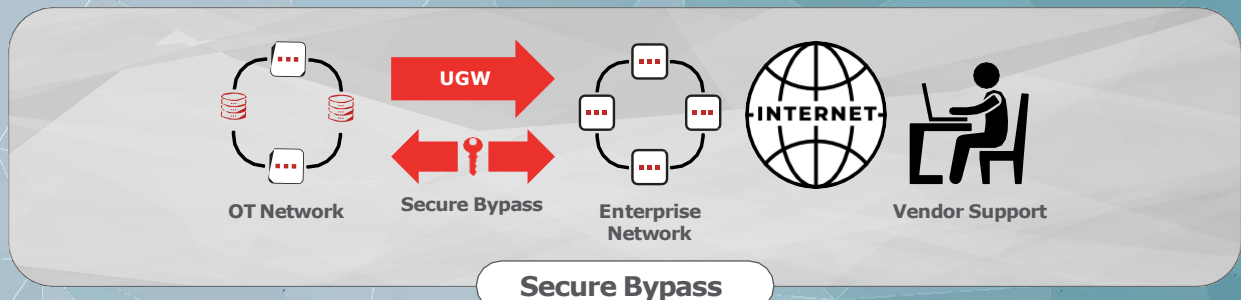 UGW
INTERNET
OT Network
Secure Bypass
Enterprise
Network
Vendor Support
Secure Bypass